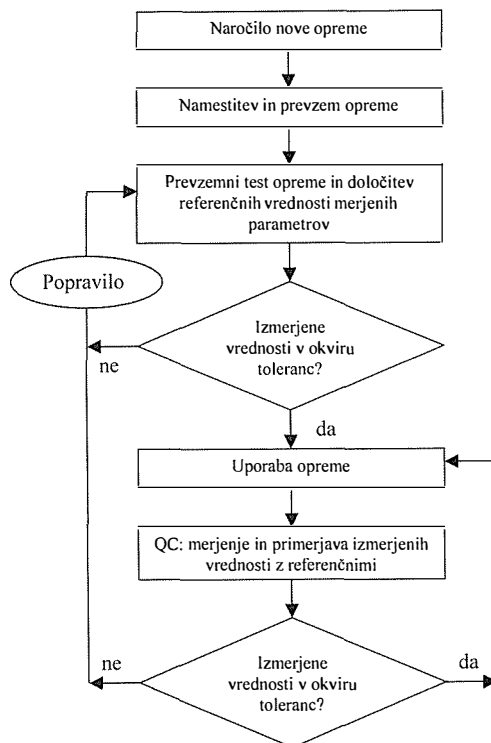 Naročilo nove opreme
Namestitev in prevzem opreme
Prevzemni test opreme in določitev
referenčnih vrednosti merjenih
parametrov
Popravilo
Izmerjene
vrednosti v okviru
toleranc?
ne
da
Uporaba opreme
QC: merjenje in primerjava izmerjenih
vrednosti z referenčnimi
ne
Izmerjene
vrednosti v okviru
toleranc?
da